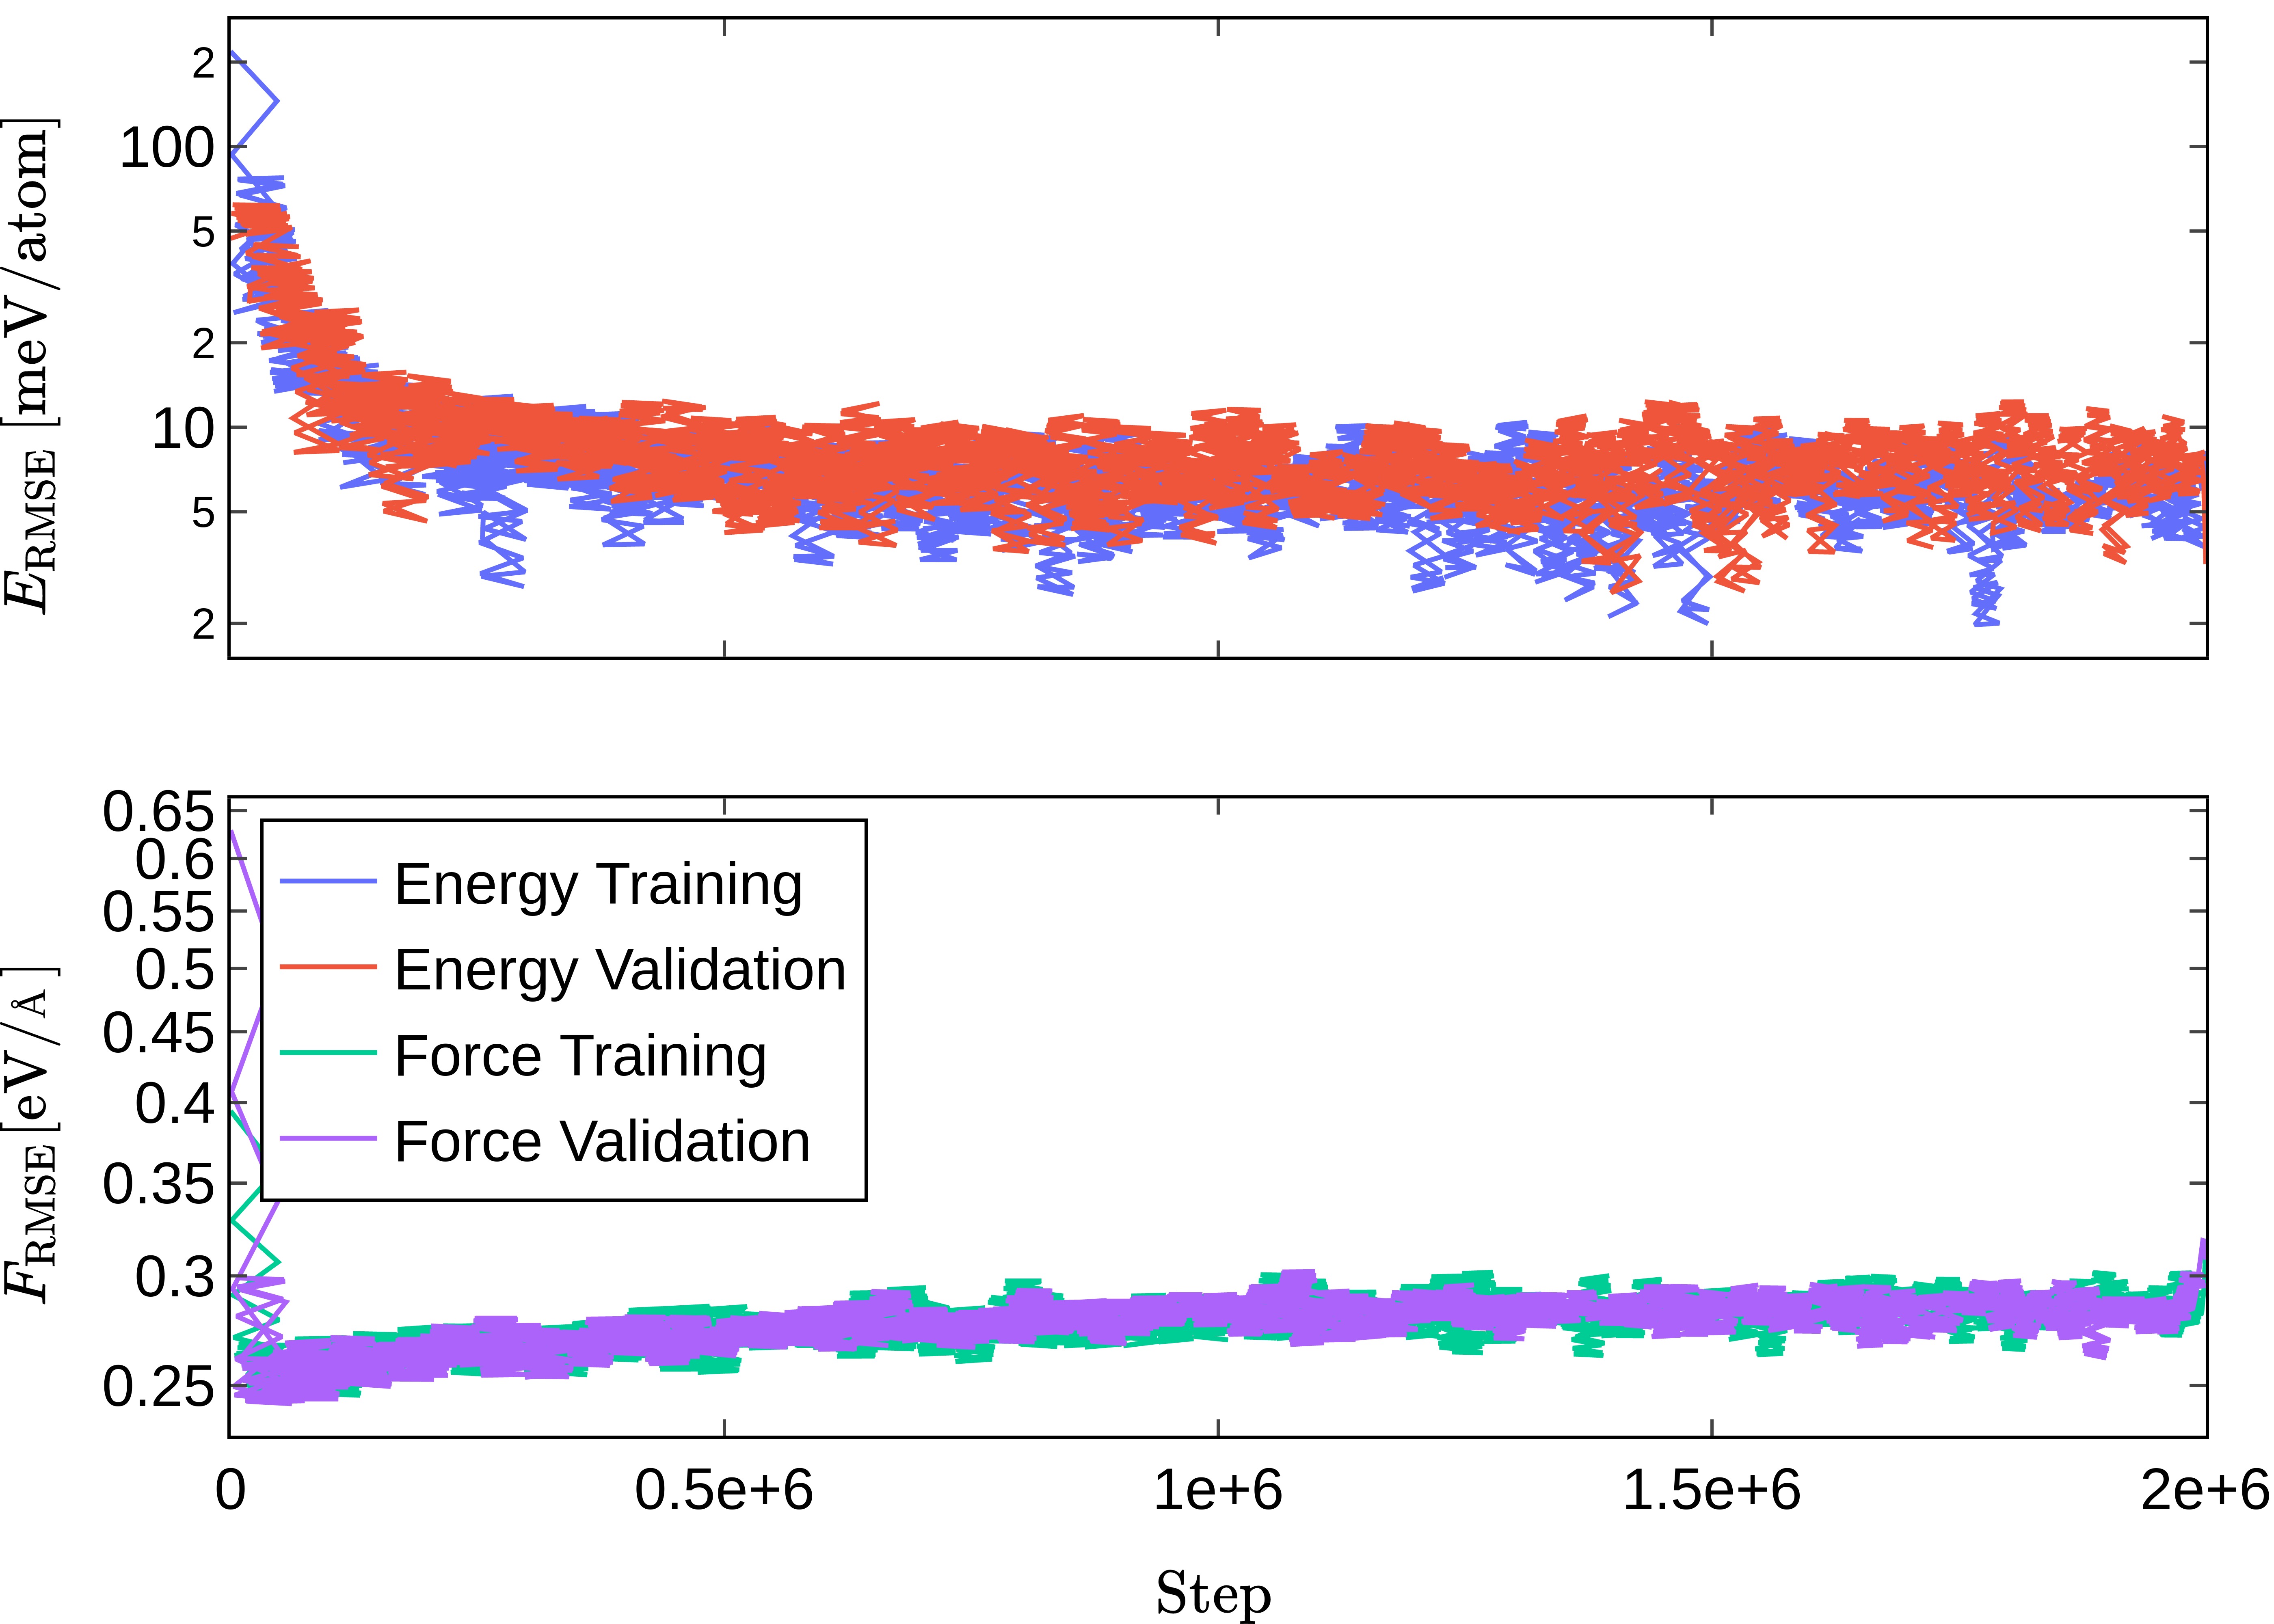 2
100
5
2
10
5
2
E_RMSE [meV/atom]
0.65
0.6
0.55
0.5
0.45
0.4
0.35
0.3
0.25
F_RMSE [eV/Å]
Energy Training
Energy Validation
Force Training
Force Validation
0 0.5e+6 1e+6 1.5e+6 2e+6
Step